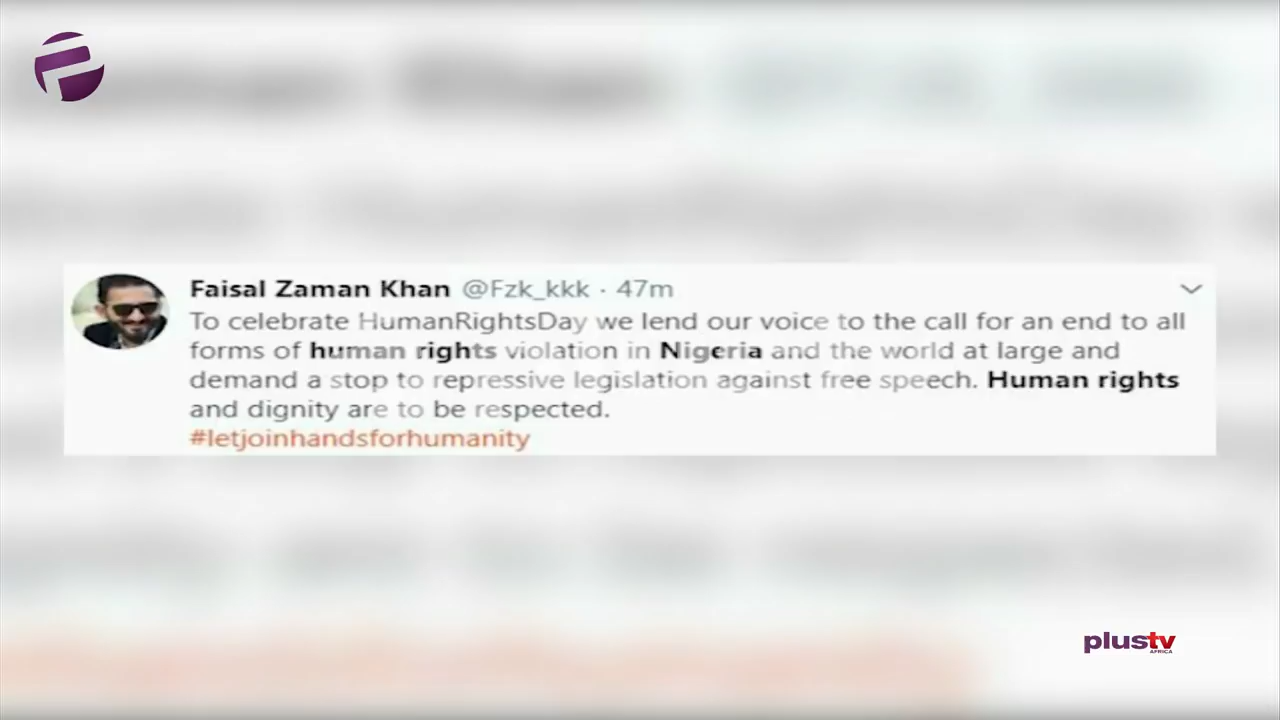 Faisal Zaman Khan @Fzk_kkk · 47m
To celebrate HumanRightsDay we lend our voice to the call for an end to all
forms of human rights violation in Nigeria and the world at large and
demand a stop to repressive legislation against free speech. Human rights
and dignity are to be respected.
#letjoinhandsforhumanity
plustv
AFRICA